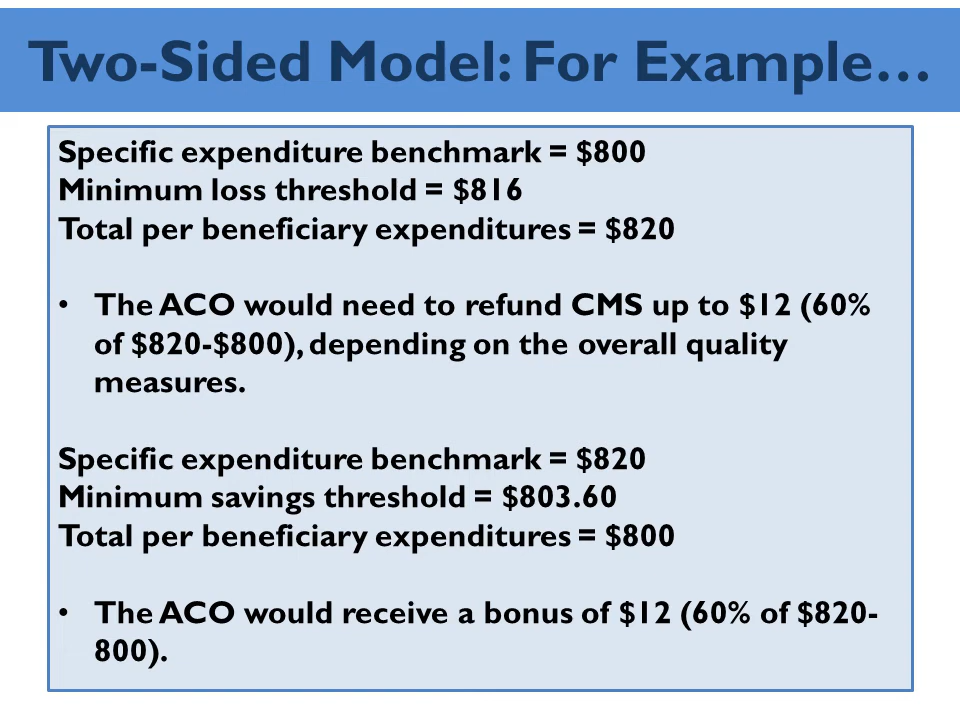 Two-Sided Model: For Example…
Specific expenditure benchmark = $800
Minimum loss threshold = $816
Total per beneficiary expenditures = $820
• The ACO would need to refund CMS up to $12 (60%
of $820-$800), depending on the overall quality
measures.
Specific expenditure benchmark = $820
Minimum savings threshold = $803.60
Total per beneficiary expenditures = $800
• The ACO would receive a bonus of $12 (60% of $820-
800).